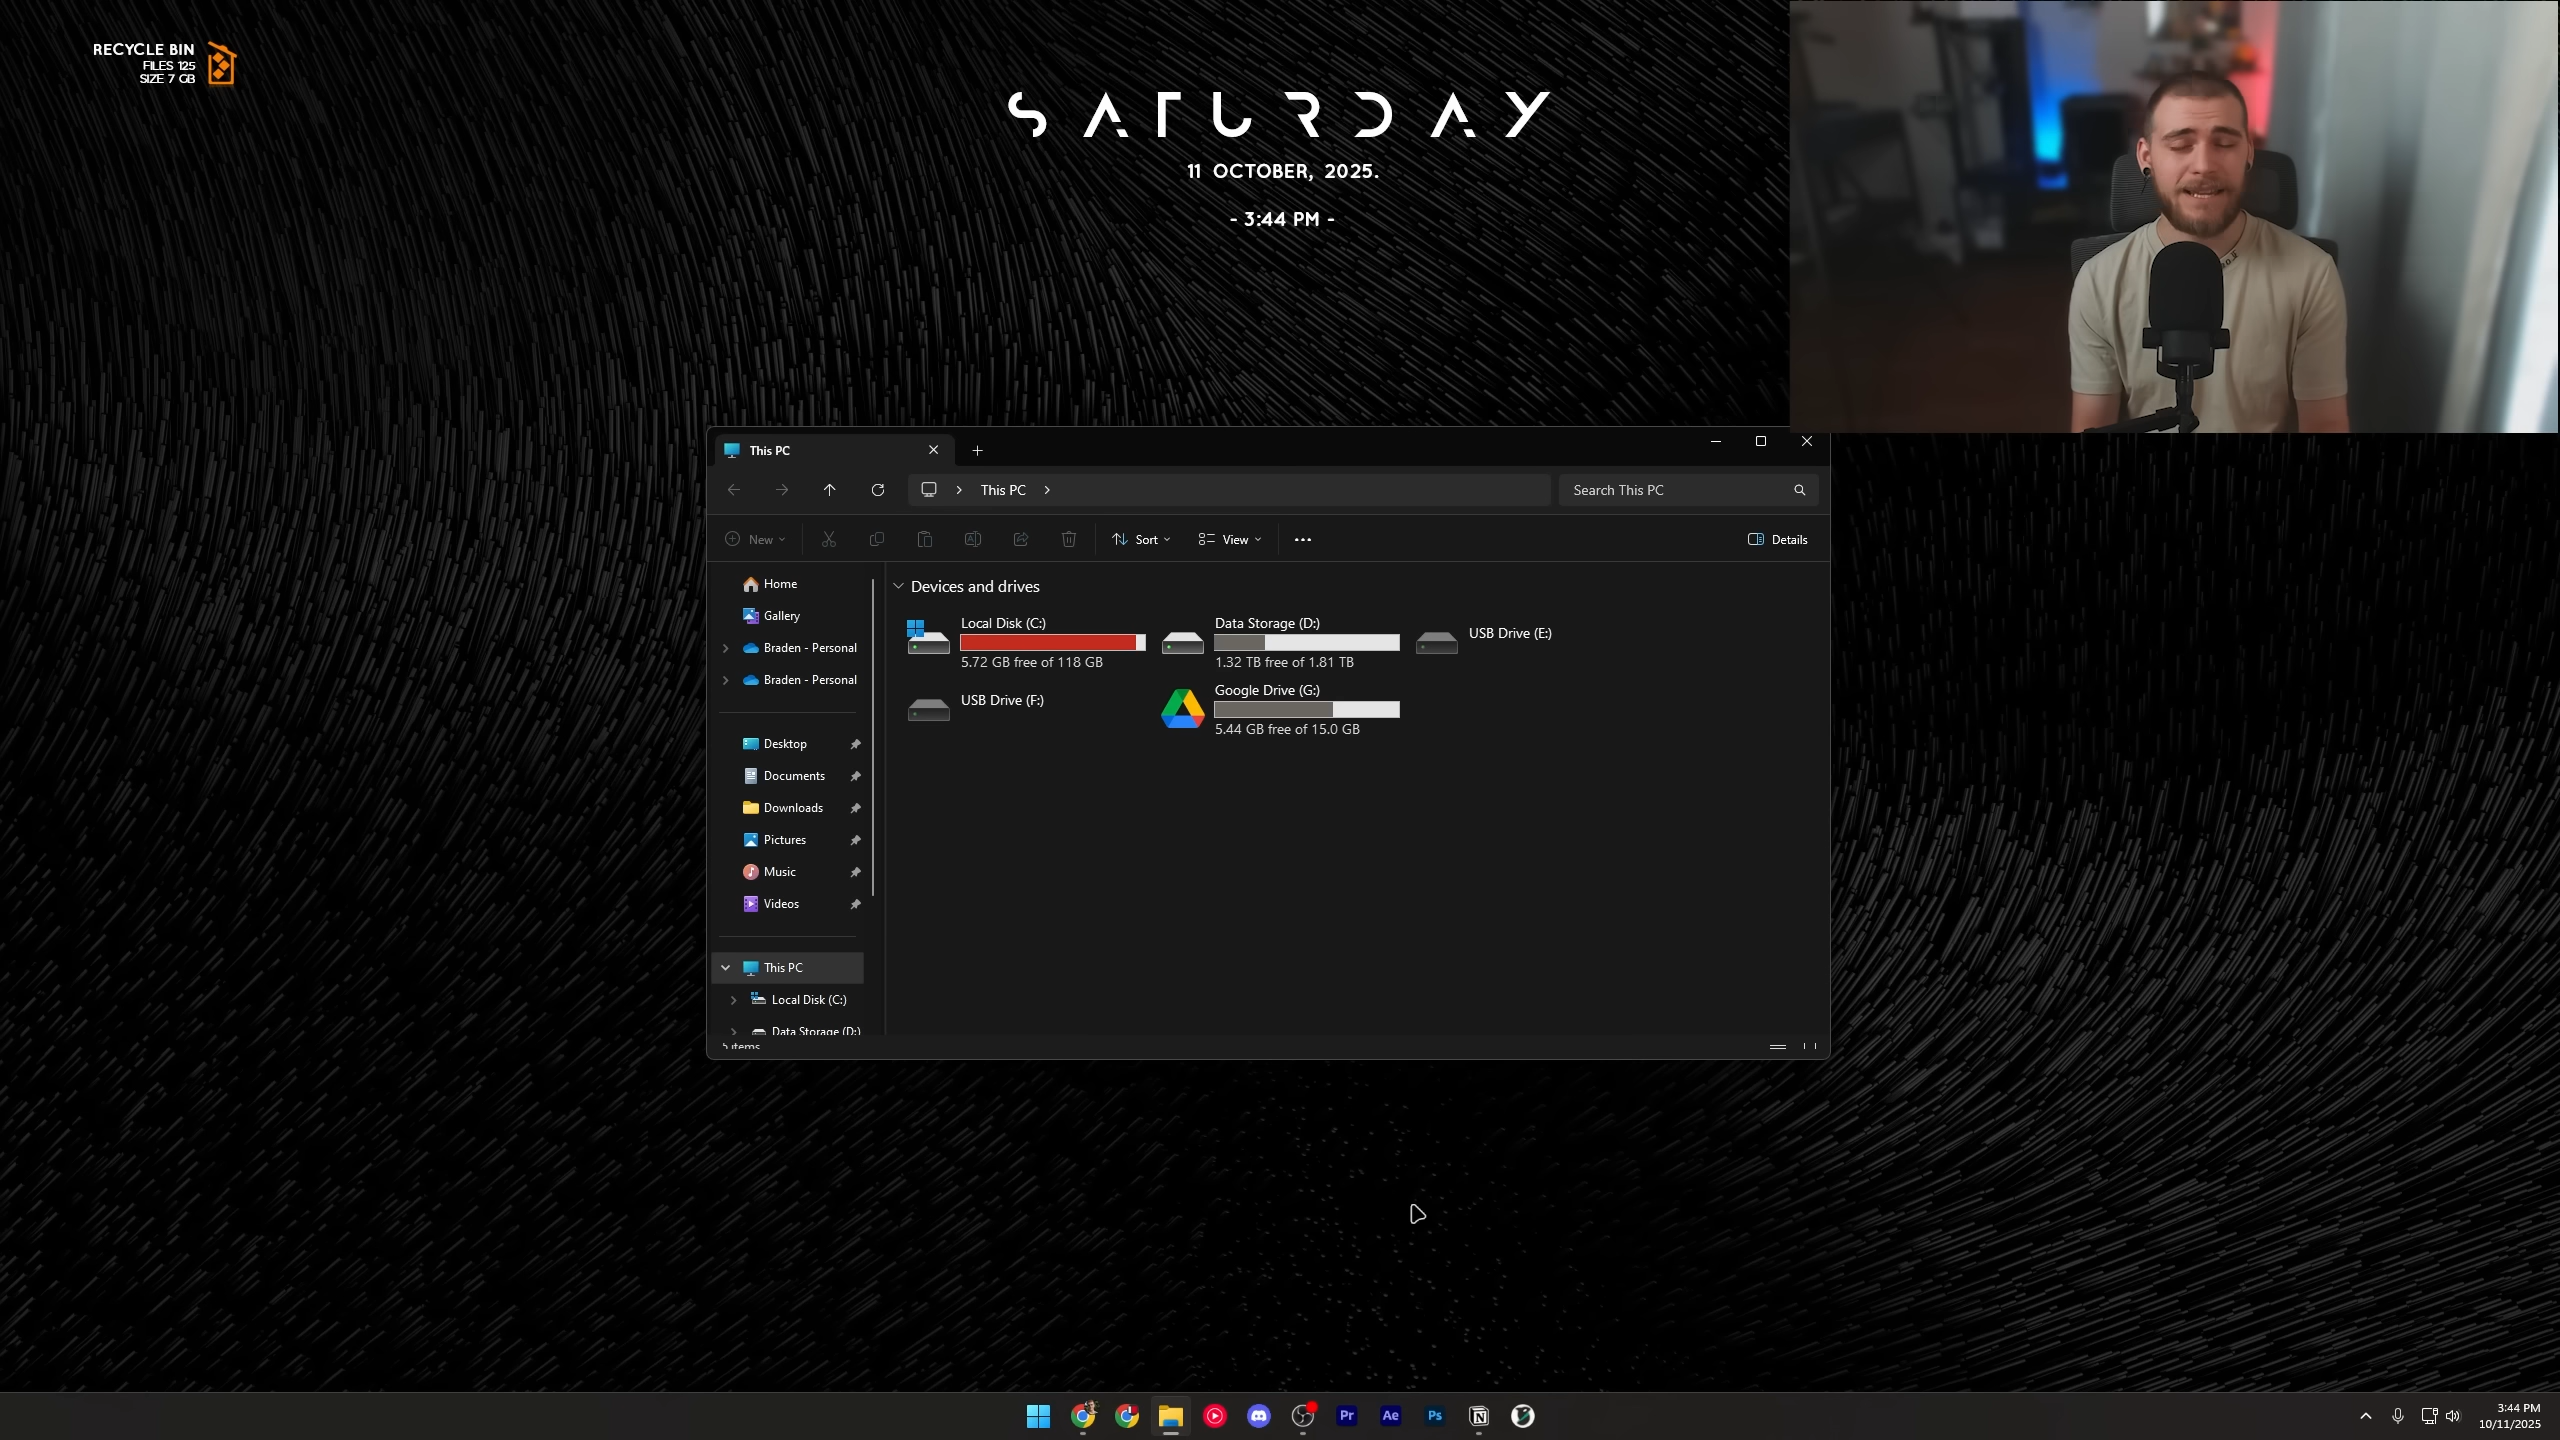 RECYCLE BIN
FILES 125
SIZE 7 GB
SATURDAY
11 OCTOBER, 2025.
- 3:44 PM -
This PC
This PC
Search This PC
New
Sort
View
Details
Home
Gallery
Braden - Personal
Braden - Personal
Desktop
Documents
Downloads
Pictures
Music
Videos
This PC
Local Disk (C:)
Data Storage (D:)
5 items
Devices and drives
Local Disk (C:)
5.72 GB free of 118 GB
Data Storage (D:)
1.32 TB free of 1.81 TB
USB Drive (E:)
USB Drive (F:)
Google Drive (G:)
5.44 GB free of 15.0 GB
Pr
Ae
Ps
3:44 PM
10/11/2025